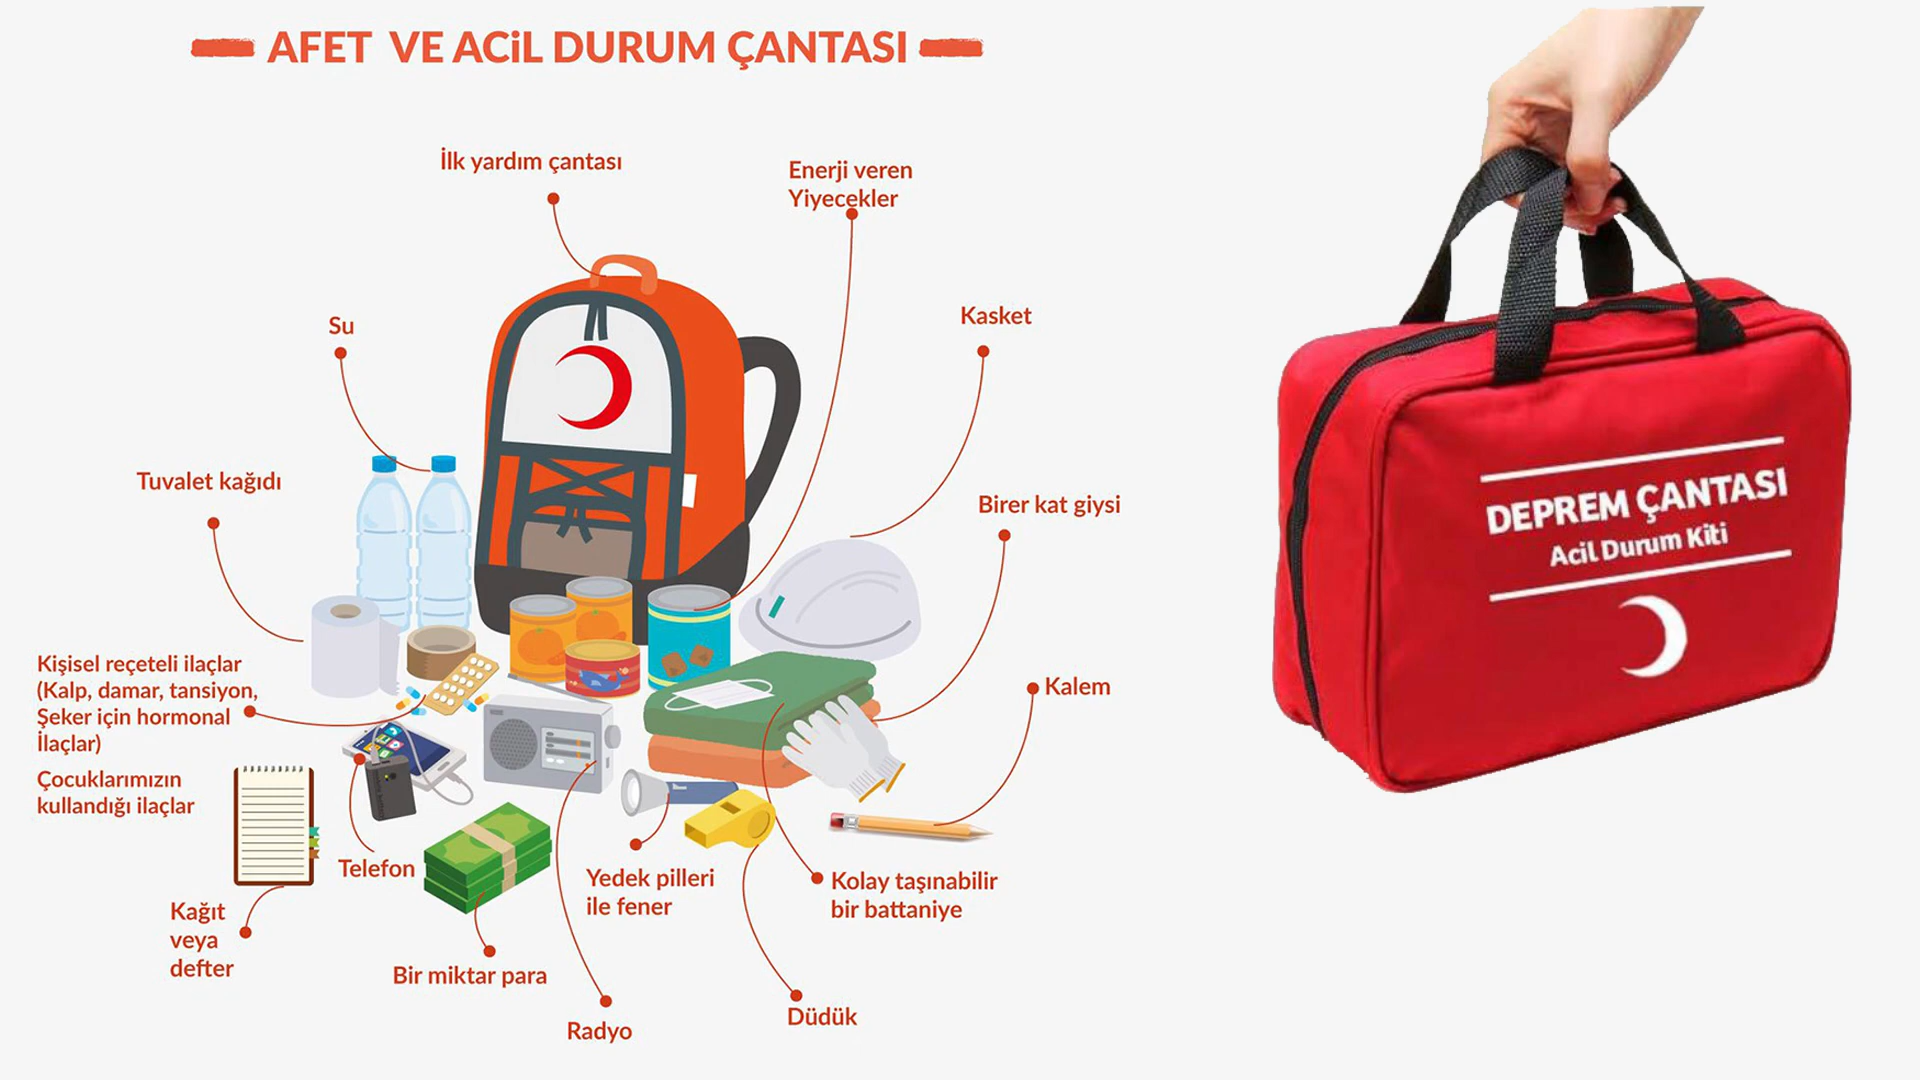 AFET VE ACiL DURUM ÇANTASI
İlk yardım çantası
Enerji veren
Yiyecekler
Su
Kasket
Tuvalet kağıdı
Birer kat giysi
Kişisel reçeteli ilaçlar
(Kalp, damar, tansiyon,
Şeker için hormonal
İlaçlar)
Çocuklarımızın
kullandığı ilaçlar
Kalem
Telefon
Kağıt
veya
defter
Bir miktar para
Yedek pilleri
ile fener
Kolay taşınabilir
bir battaniye
Radyo
Düdük
DEPREM ÇANTASI
Acil Durum Kiti